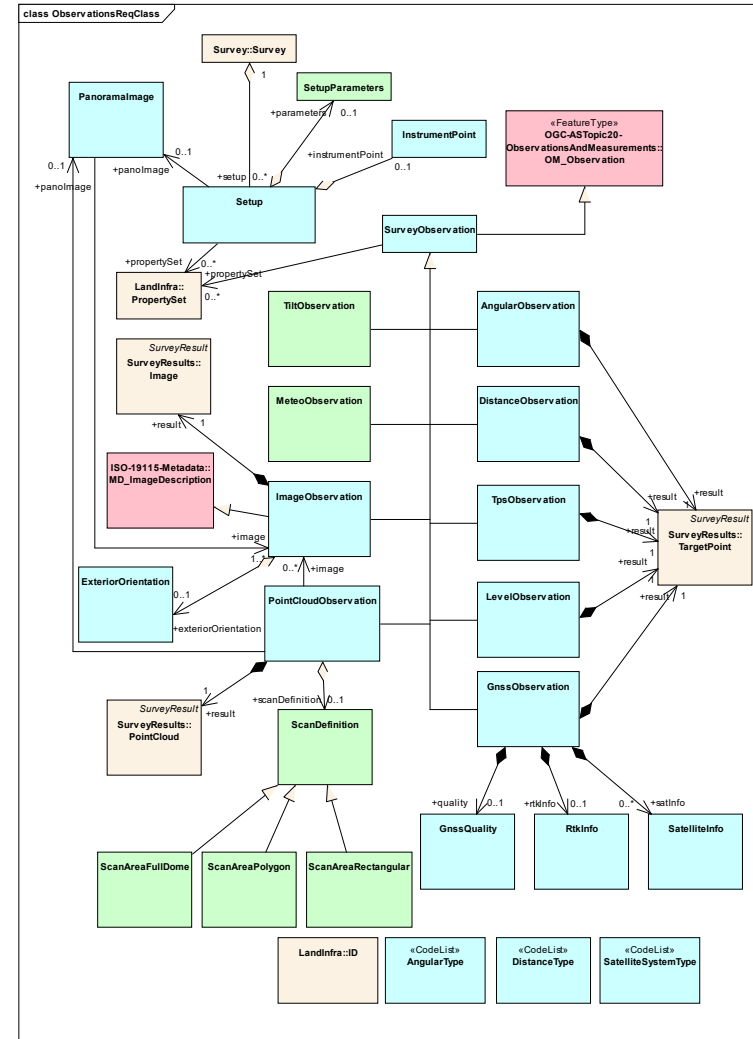 class ObservationsReqClass
Survey::Survey
1
PanoramaImage
SetupParameters
+parameters
0..1
InstrumentPoint
+instrumentPoint
0..1
«FeatureType»
OGC-ASTopic20-
ObservationsAndMeasurements::
OM_Observation
0..1
+panoImage
0..1
+panoImage
+setup 0..*
Setup
SurveyObservation
+propertySet
0..*
+propertySet
0..*
LandInfra::
PropertySet
TiltObservation
AngularObservation
SurveyResult
SurveyResults::
Image
+result
1
MeteoObservation
DistanceObservation
ISO-19115-Metadata::
MD_ImageDescription
ImageObservation
TpsObservation
+result
1
+result
1
+result
1
+result
1
+result
1
SurveyResult
SurveyResults::
TargetPoint
+image
1..*
0..*
+image
ExteriorOrientation
0..1
+exteriorOrientation
PointCloudObservation
LevelObservation
GnssObservation
SurveyResult
SurveyResults::
PointCloud
1
+result
+scanDefinition
0..1
ScanDefinition
+quality
0..1
+rtkInfo
0..1
0..*
+satInfo
GnssQuality
RtkInfo
SatelliteInfo
ScanAreaFullDome
ScanAreaPolygon
ScanAreaRectangular
LandInfra::ID
«CodeList»
AngularType
«CodeList»
DistanceType
«CodeList»
SatelliteSystemType